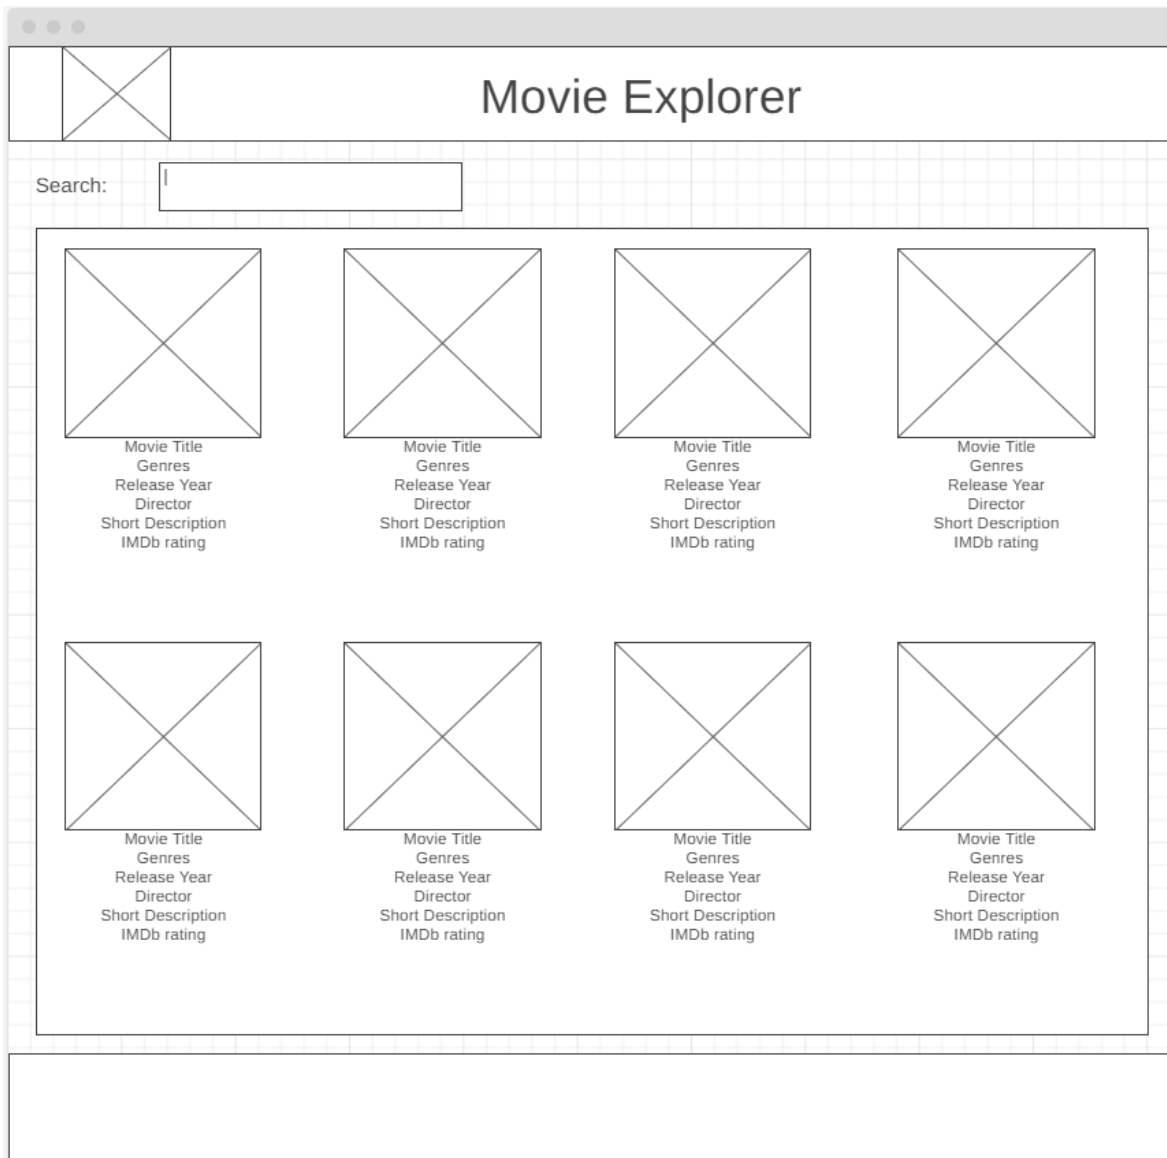 Movie Explorer
Search:
Movie Title
Genres
Release Year
Director
Short Description
IMDb rating
Movie Title
Genres
Release Year
Director
Short Description
IMDb rating
Movie Title
Genres
Release Year
Director
Short Description
IMDb rating
Movie Title
Genres
Release Year
Director
Short Description
IMDb rating
Movie Title
Genres
Release Year
Director
Short Description
IMDb rating
Movie Title
Genres
Release Year
Director
Short Description
IMDb rating
Movie Title
Genres
Release Year
Director
Short Description
IMDb rating
Movie Title
Genres
Release Year
Director
Short Description
IMDb rating